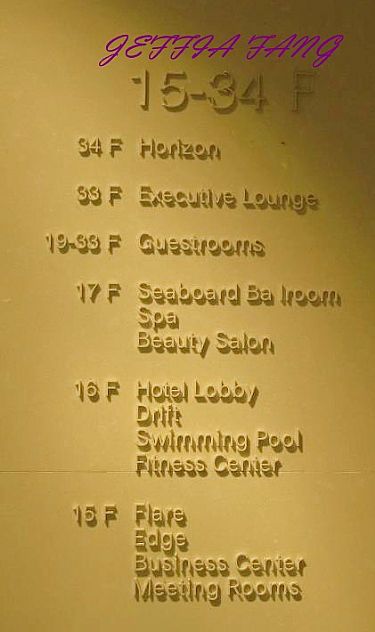 JEFFIA FANG
15-34 F
34 F Horizon
33 F Executive Lounge
19-33 F Guestrooms
17 F Seaboard Ba lroom
Spa
Beauty Salon
16 F Hotel Lobby
Drift
Swimming Pool
Fitness Center
15 F Flare
Edge
Business Center
Meeting Rooms